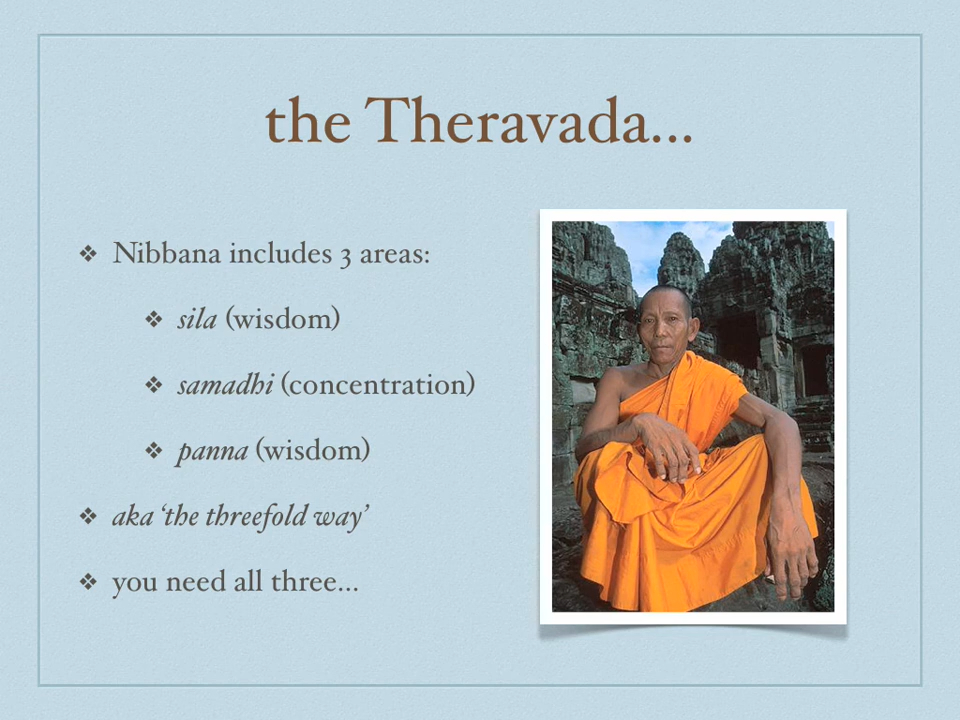 the Theravada...
❖ Nibbana includes 3 areas:
❖ sila (wisdom)
❖ samadhi (concentration)
❖ panna (wisdom)
❖ aka ‘the threefold way’
❖ you need all three...